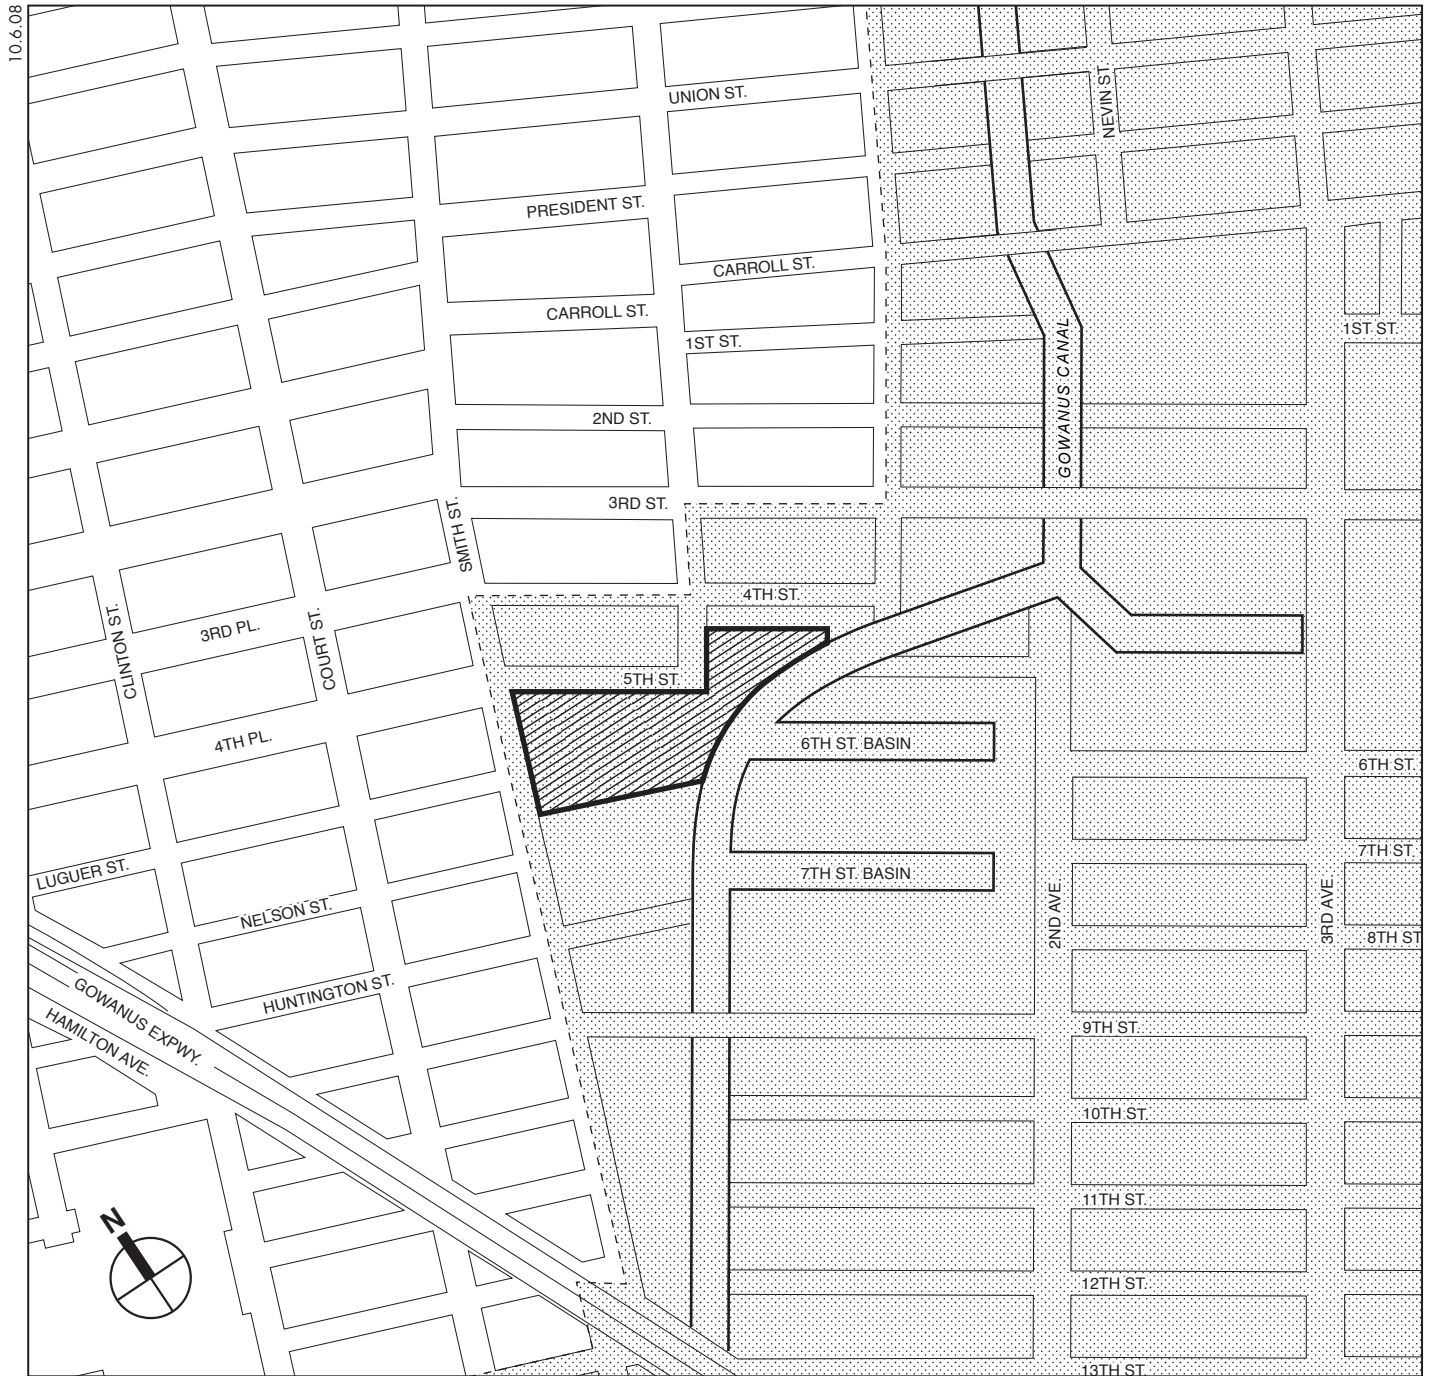 10.6.08
UNION ST.
NEVIN ST.
PRESIDENT ST.
CARROLL ST.
CARROLL ST.
1ST ST.
1ST ST.
GOWANUS CANAL
2ND ST.
3RD ST.
SMITH ST.
4TH ST.
CLINTON ST.
3RD PL.
COURT ST.
5TH ST.
4TH PL.
6TH ST. BASIN
6TH ST.
7TH ST.
LUGUER ST.
7TH ST. BASIN
NELSON ST.
2ND AVE.
3RD AVE.
8TH ST
HUNTINGTON ST.
GOWANUS EXPWY.
HAMILTON AVE.
9TH ST.
10TH ST.
11TH ST.
N
12TH ST.
13TH ST.